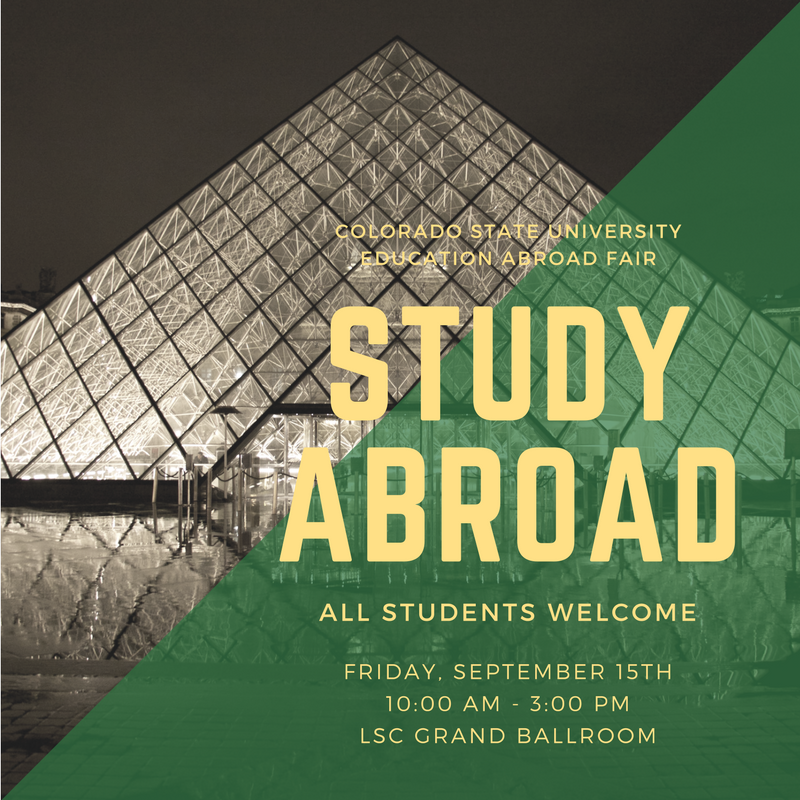 COLORADO STATE UNIVERSITY
EDUCATION ABROAD FAIR
STUDY
ABROAD
ALL STUDENTS WELCOME
FRIDAY, SEPTEMBER 15TH
10:00 AM - 3:00 PM
LSC GRAND BALLROOM